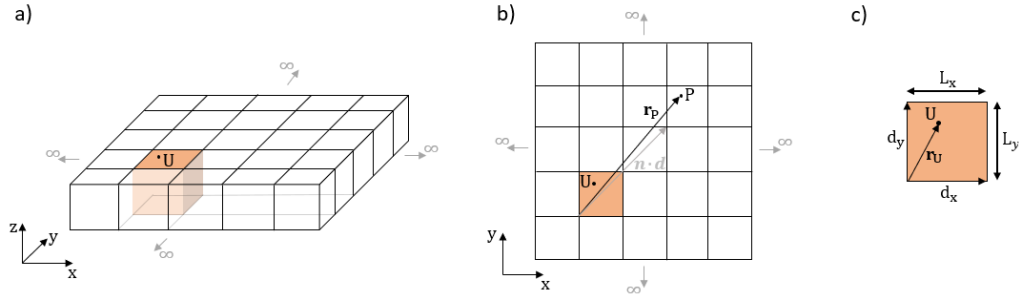 a)
∞
∞
U
∞
∞
z
y
x
b)
∞
P
r_P
∞
∞
n·d
U
y
x
∞
c)
L_x
U
d_y
r_U
L_y
d_x